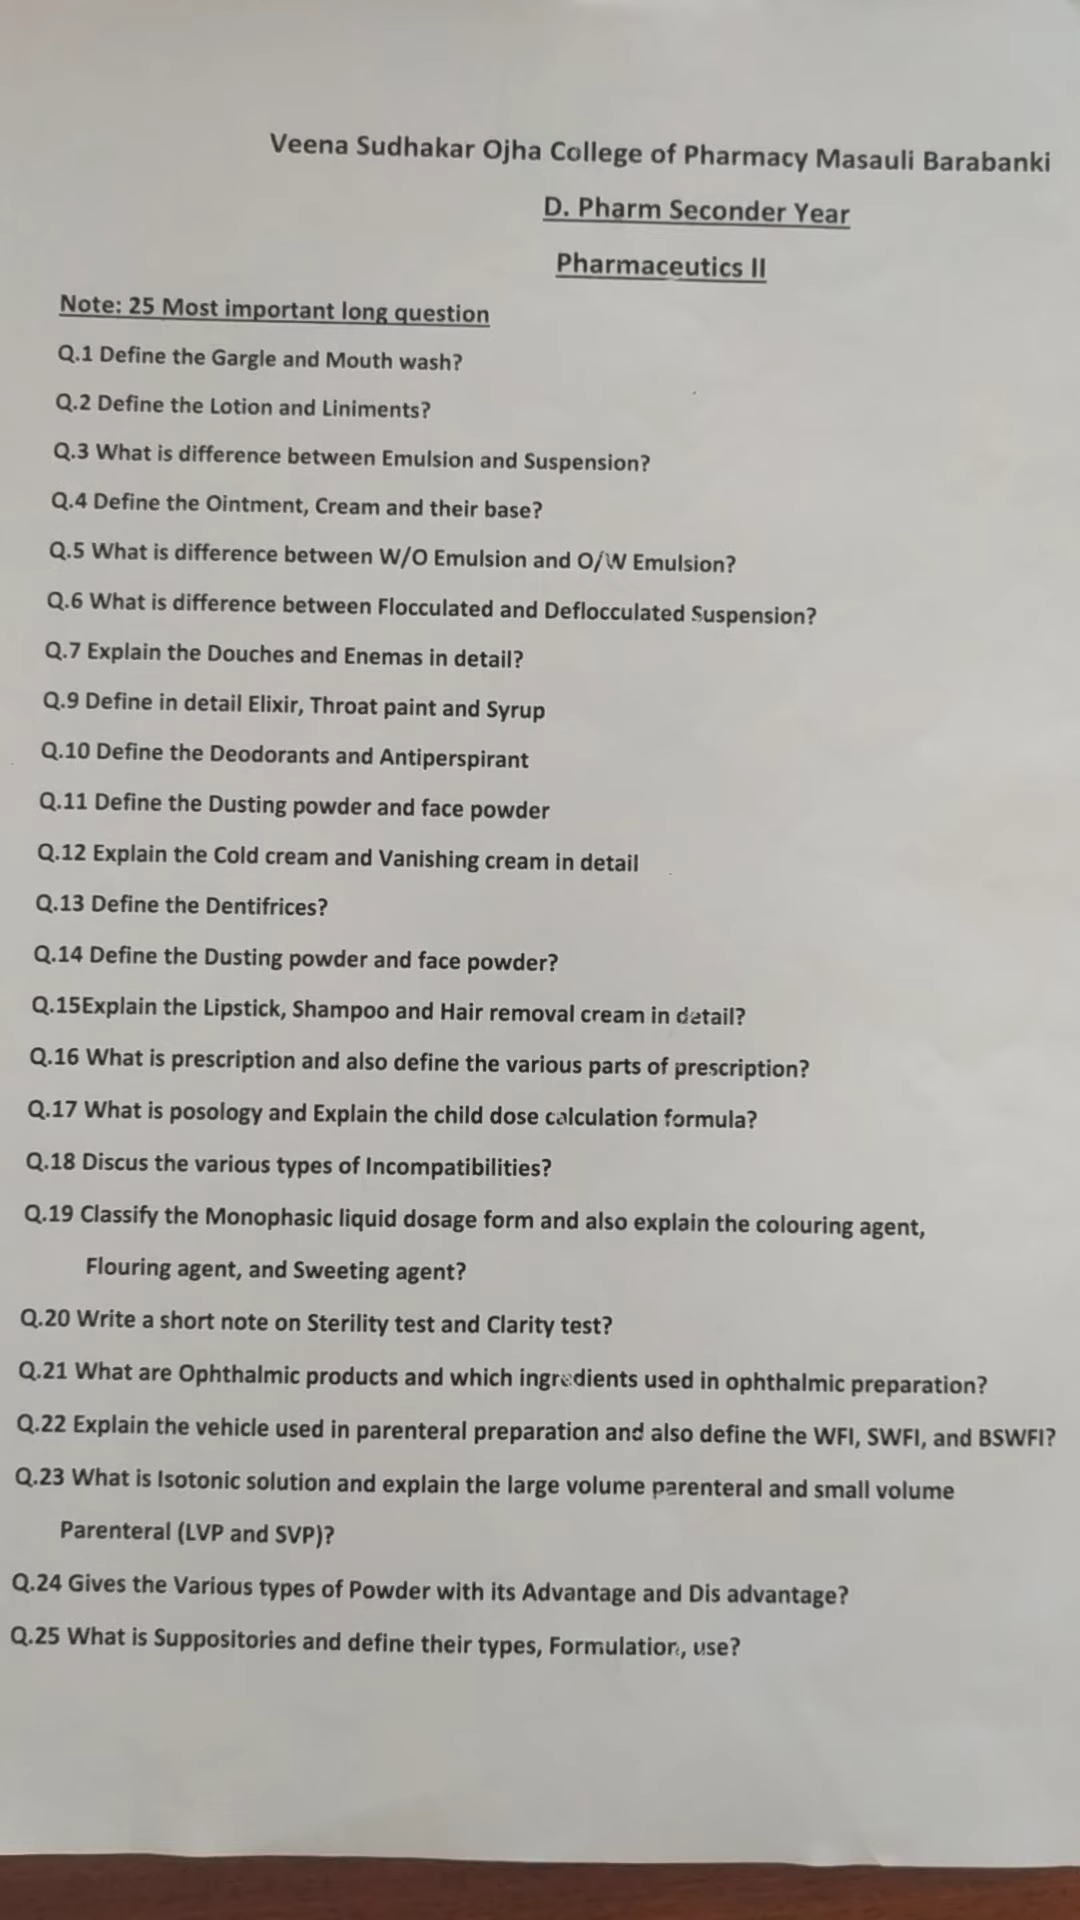 Veena Sudhakar Ojha College of Pharmacy Masauli Barabanki
D. Pharm Seconder Year
Pharmaceutics II
Note: 25 Most important long question
Q.1 Define the Gargle and Mouth wash?
Q.2 Define the Lotion and Liniments?
Q.3 What is difference between Emulsion and Suspension?
Q.4 Define the Ointment, Cream and their base?
Q.5 What is difference between W/O Emulsion and O/W Emulsion?
Q.6 What is difference between Flocculated and Deflocculated Suspension?
Q.7 Explain the Douches and Enemas in detail?
Q.9 Define in detail Elixir, Throat paint and Syrup
Q.10 Define the Deodorants and Antiperspirant
Q.11 Define the Dusting powder and face powder
Q.12 Explain the Cold cream and Vanishing cream in detail
Q.13 Define the Dentifrices?
Q.14 Define the Dusting powder and face powder?
Q.15Explain the Lipstick, Shampoo and Hair removal cream in detail?
Q.16 What is prescription and also define the various parts of prescription?
Q.17 What is posology and Explain the child dose calculation formula?
Q.18 Discus the various types of Incompatibilities?
Q.19 Classify the Monophasic liquid dosage form and also explain the colouring agent,
Flouring agent, and Sweeting agent?
Q.20 Write a short note on Sterility test and Clarity test?
Q.21 What are Ophthalmic products and which ingredients used in ophthalmic preparation?
Q.22 Explain the vehicle used in parenteral preparation and also define the WFI, SWFI, and BSWFI?
Q.23 What is Isotonic solution and explain the large volume parenteral and small volume
Parenteral (LVP and SVP)?
Q.24 Gives the Various types of Powder with its Advantage and Dis advantage?
Q.25 What is Suppositories and define their types, Formulation, use?